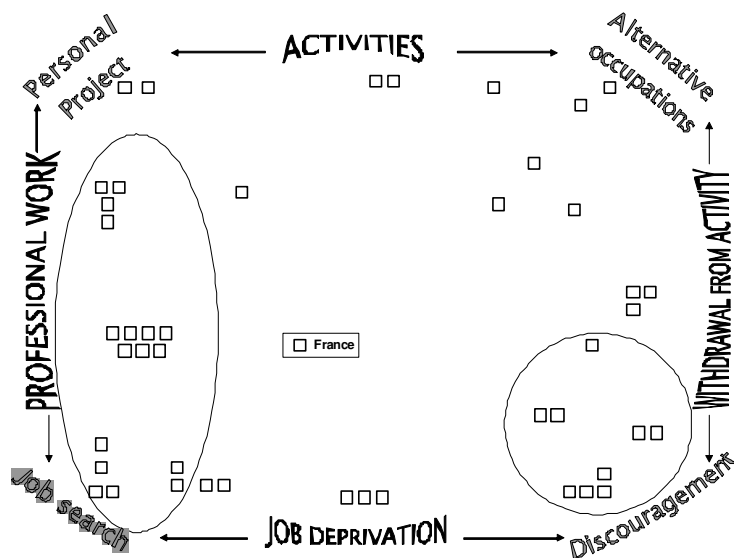 Personal
Project
ACTIVITIES
Alternative
occupations
PROFESSIONAL WORK
WITHDRAWAL FROM ACTIVITY
France
Job search
JOB DEPRIVATION
Discouragement